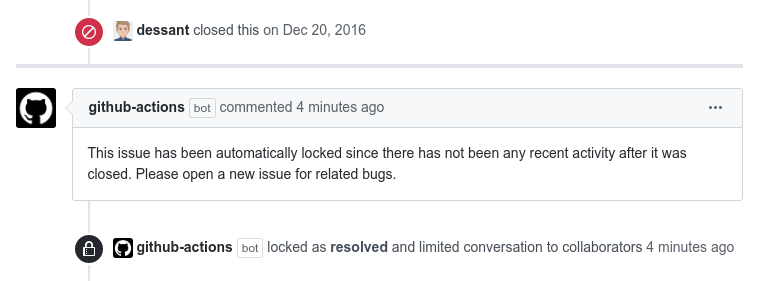 dessant closed this on Dec 20, 2016
github-actions bot commented 4 minutes ago
This issue has been automatically locked since there has not been any recent activity after it was
closed. Please open a new issue for related bugs.
github-actions bot locked as resolved and limited conversation to collaborators 4 minutes ago